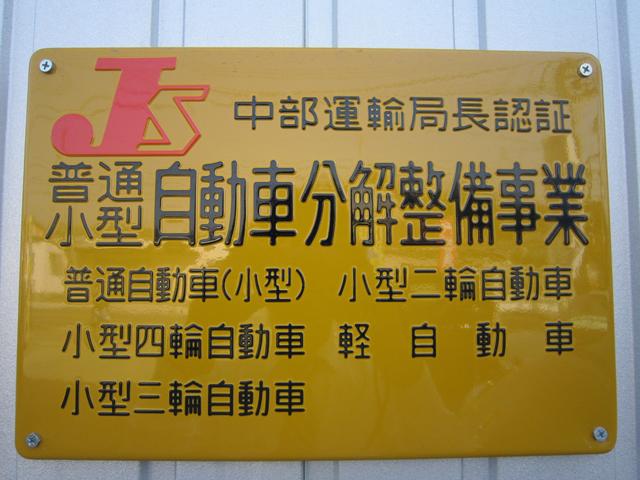 JS 中部運輸局長認証
普通
小型 自動車分解整備事業
普通自動車(小型) 小型二輪自動車
小型四輪自動車 軽自動車
小型三輪自動車